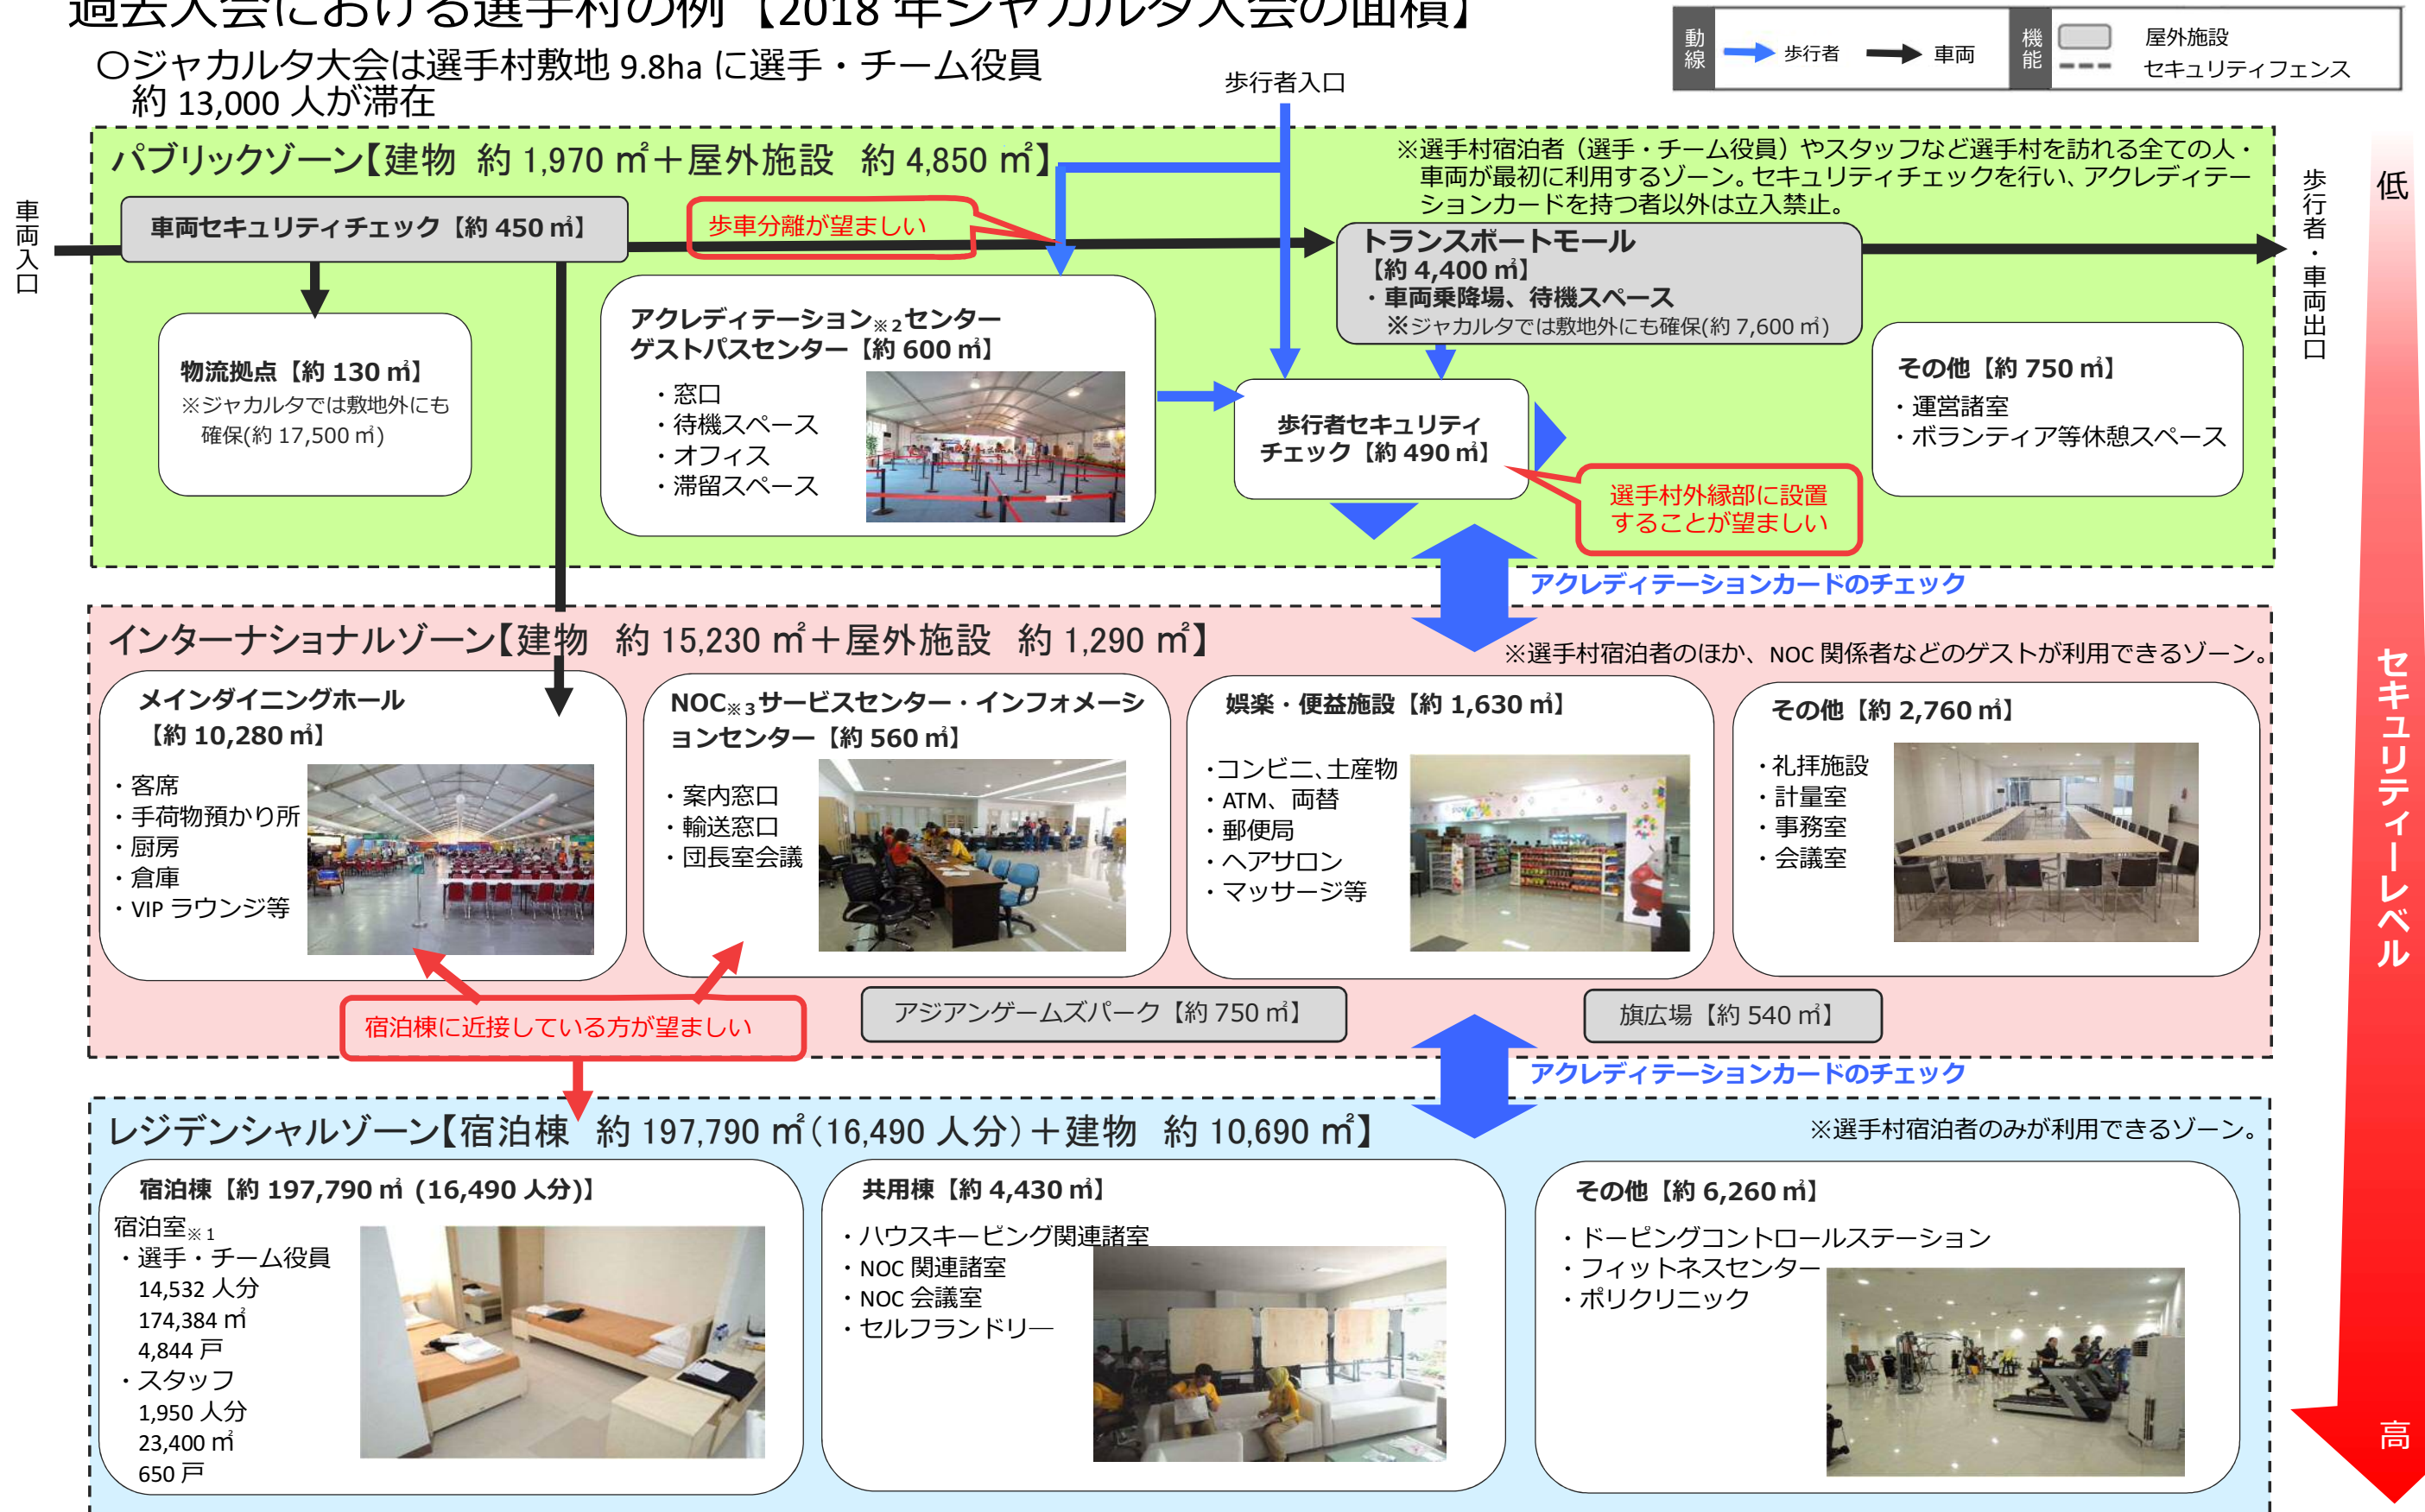 過去大会における選手村の例【2018 年ジャカルタ大会の面積】
〇ジャカルタ大会は選手村敷地 9.8ha に選手・チーム役員
約 13,000 人が滞在
動線
歩行者
車両
機能
屋外施設
セキュリティフェンス
歩行者入口
パブリックゾーン【建物 約 1,970 ㎡＋屋外施設 約 4,850 ㎡】
※選手村宿泊者（選手・チーム役員）やスタッフなど選手村を訪れる全ての人・
車両が最初に利用するゾーン。セキュリティチェックを行い、アクレディテー
ションカードを持つ者以外は立入禁止。
車両入口
車両セキュリティチェック【約 450 ㎡】
歩車分離が望ましい
トランスポートモール
【約 4,400 ㎡】
・車両乗降場、待機スペース
※ジャカルタでは敷地外にも確保(約 7,600 ㎡)
歩行者・車両出口
物流拠点【約 130 ㎡】
※ジャカルタでは敷地外にも
確保(約 17,500 ㎡)
アクレディテーション※2センター
ゲストパスセンター【約 600 ㎡】
・窓口
・待機スペース
・オフィス
・滞留スペース
歩行者セキュリティ
チェック【約 490 ㎡】
その他【約 750 ㎡】
・運営諸室
・ボランティア等休憩スペース
選手村外縁部に設置
することが望ましい
アクレディテーションカードのチェック
インターナショナルゾーン【建物 約 15,230 ㎡＋屋外施設 約 1,290 ㎡】
※選手村宿泊者のほか、NOC 関係者などのゲストが利用できるゾーン。
メインダイニングホール
【約 10,280 ㎡】
・客席
・手荷物預かり所
・厨房
・倉庫
・VIP ラウンジ等
NOC※3サービスセンター・インフォメーシ
ョンセンター【約 560 ㎡】
・案内窓口
・輸送窓口
・団長室会議
娯楽・便益施設【約 1,630 ㎡】
・コンビニ、土産物
・ATM、両替
・郵便局
・ヘアサロン
・マッサージ等
その他【約 2,760 ㎡】
・礼拝施設
・計量室
・事務室
・会議室
宿泊棟に近接している方が望ましい
アジアンゲームズパーク【約 750 ㎡】
旗広場【約 540 ㎡】
アクレディテーションカードのチェック
レジデンシャルゾーン【宿泊棟 約 197,790 ㎡（16,490 人分）＋建物 約 10,690 ㎡】
※選手村宿泊者のみが利用できるゾーン。
宿泊棟【約 197,790 ㎡ (16,490 人分)】
宿泊室※1
・選手・チーム役員
14,532 人分
174,384 ㎡
4,844 戸
・スタッフ
1,950 人分
23,400 ㎡
650 戸
共用棟【約 4,430 ㎡】
・ハウスキーピング関連諸室
・NOC 関連諸室
・NOC 会議室
・セルフランドリー
その他【約 6,260 ㎡】
・ドーピングコントロールステーション
・フィットネスセンター
・ポリクリニック
低
セキュリティーレベル
高